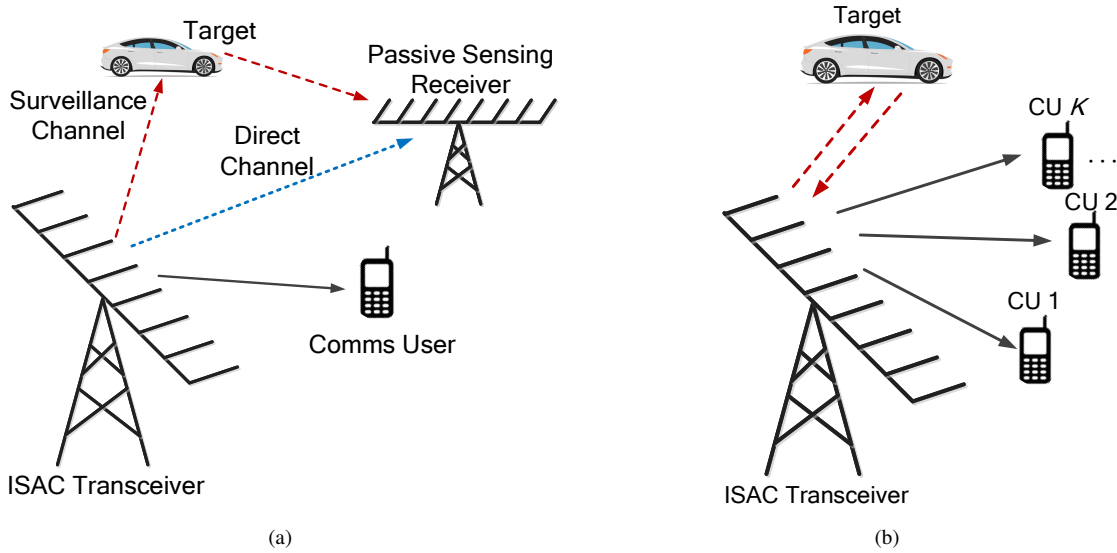 Target
Passive Sensing
Receiver
Surveillance
Channel
Direct
Channel
Comms User
ISAC Transceiver
(a)
Target
CU K
...
CU 2
CU 1
ISAC Transceiver
(b)